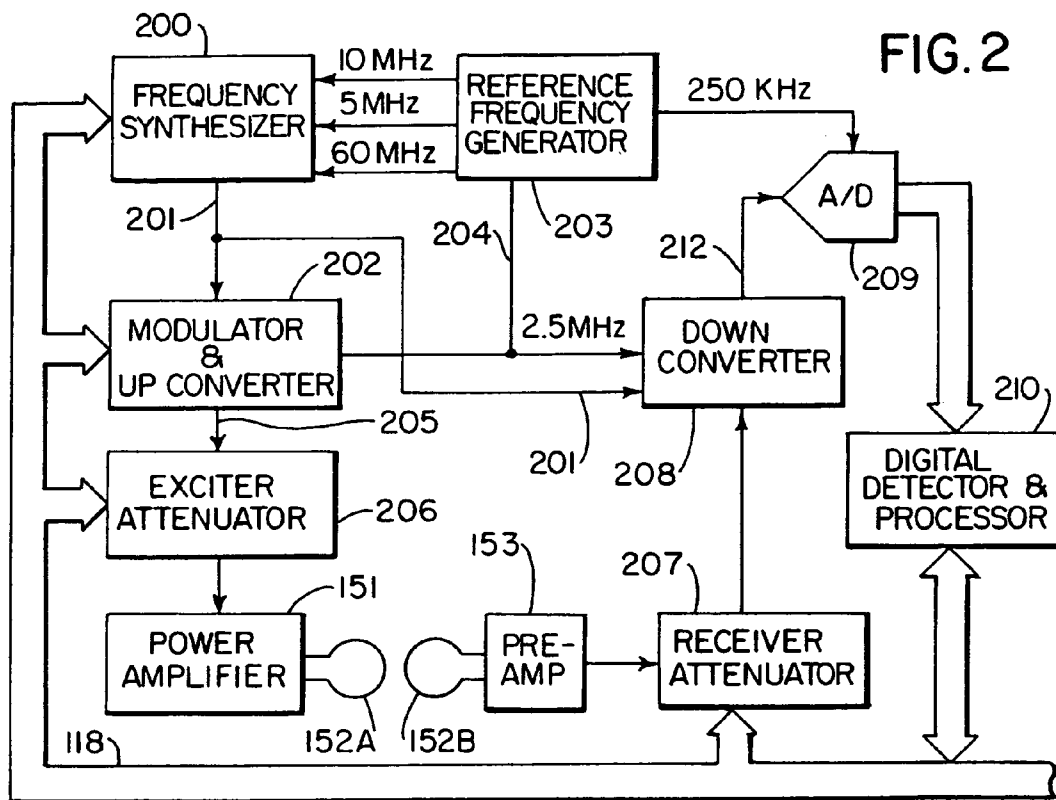 FIG. 2
200
FREQUENCY
SYNTHESIZER
10 MHz
5 MHz
60 MHz
REFERENCE
FREQUENCY
GENERATOR
250 KHz
A/D
201
204
203
212
209
202
MODULATOR
&
UP CONVERTER
2.5MHz
DOWN
CONVERTER
205
201
208
210
EXCITER
ATTENUATOR
206
DIGITAL
DETECTOR &
PROCESSOR
151
153
207
POWER
AMPLIFIER
PRE-
AMP
RECEIVER
ATTENUATOR
118
152A
152B